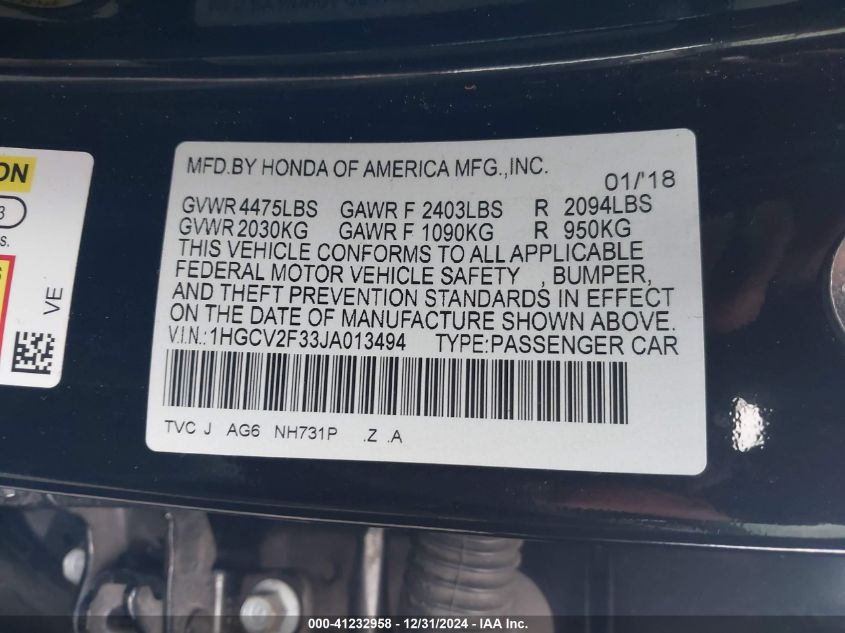 MFD.BY HONDA OF AMERICA MFG.,INC.
01/'18
GVWR 4475LBS GAWR F 2403LBS R 2094LBS
GVWR 2030KG GAWR F 1090KG R 950KG
THIS VEHICLE CONFORMS TO ALL APPLICABLE
FEDERAL MOTOR VEHICLE SAFETY , BUMPER,
AND THEFT PREVENTION STANDARDS IN EFFECT
ON THE DATE OF MANUFACTURE SHOWN ABOVE.
V.I.N.:1HGCV2F33JA013494 TYPE:PASSENGER CAR
TVC J AG6 NH731P .Z .A
ON
3
S.
S
VE
000-41232958 - 12/31/2024 - IAA Inc.